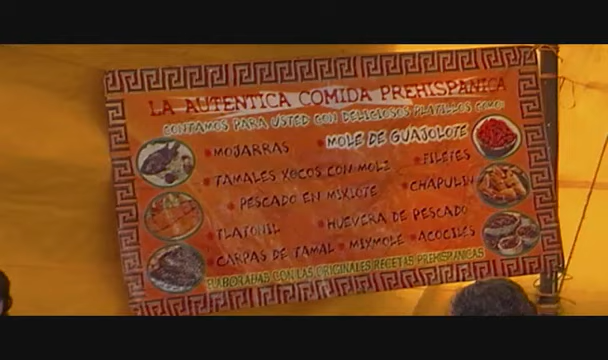 LA AUTENTICA COMIDA PREHISPANICA
CONTAMOS PARA USTED CON DELICIOSOS PLATILLOS COMO:
MOJARRAS
MOLE DE GUAJOLOTE
TAMALES XOCOS CON MOLE
FILETES
PESCADO EN MIXIOTE
CHAPULIN
TLATONIL
HUEVERA DE PESCADO
CARPAS DE TAMAL
MIXMOLE
ACOCILES
ELABORADAS CON LAS ORIGINALES RECETAS PREHISPANICAS